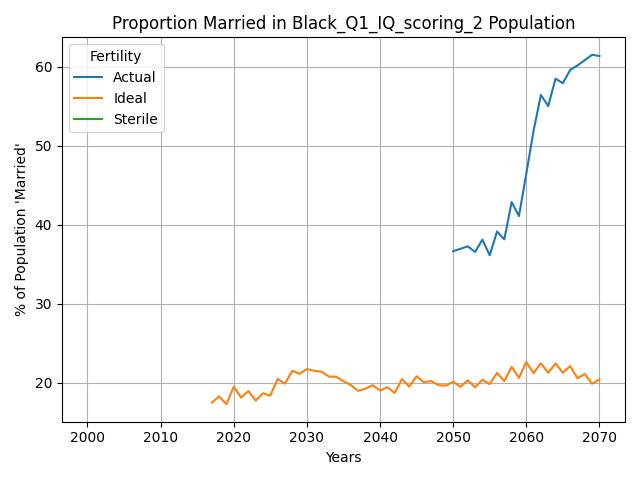 Proportion Married in Black_Q1_IQ_scoring_2 Population
Fertility
Actual
Ideal
Sterile
% of Population 'Married'
60
50
40
30
20
2000 2010 2020 2030 2040 2050 2060 2070
Years